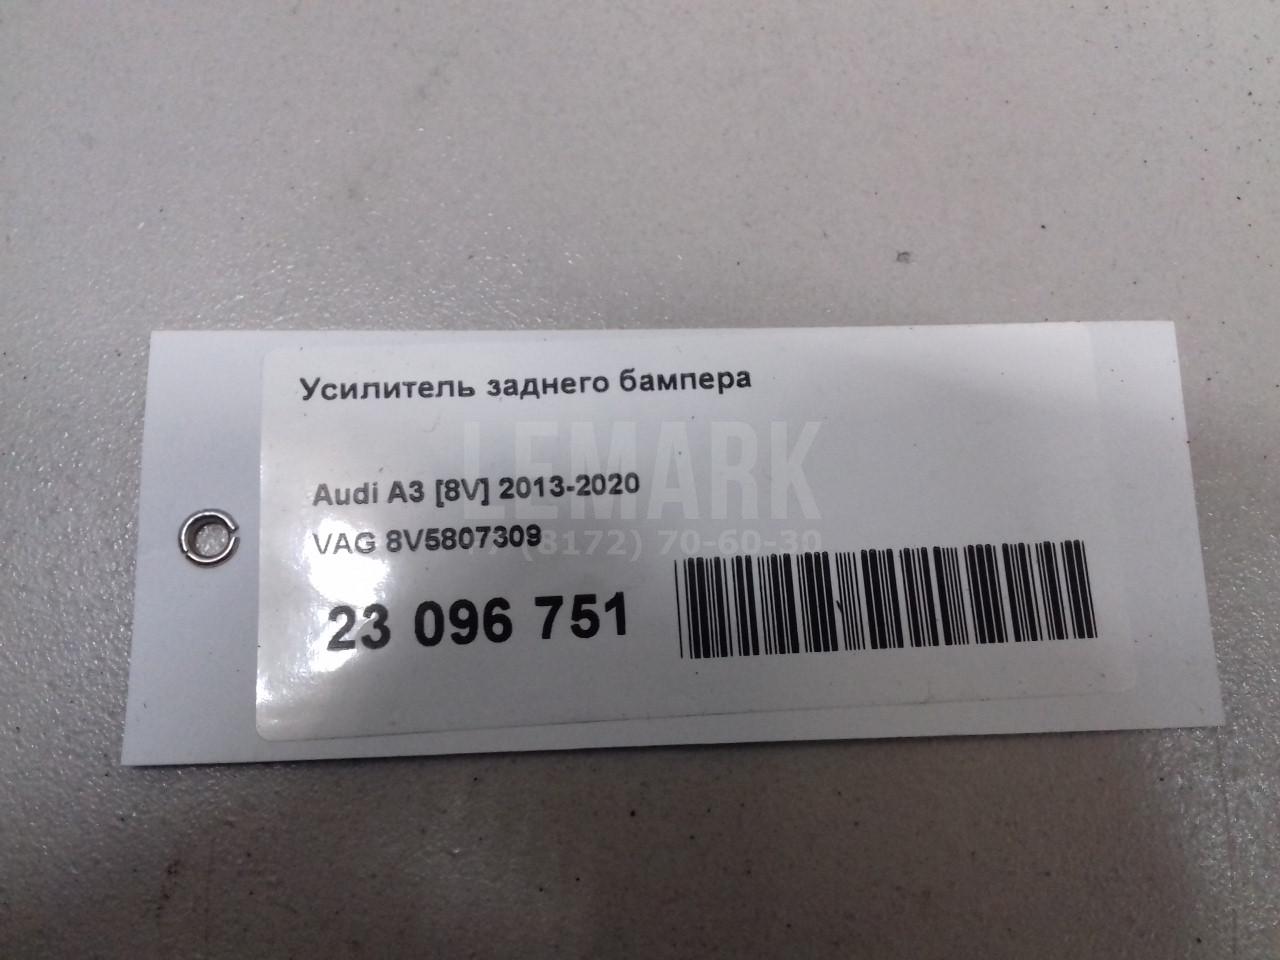 Усилитель заднего бампера
LEMARK
Audi A3 [8V] 2013-2020
VAG 8V5807309
(8172) 70-60-30
23 096 751